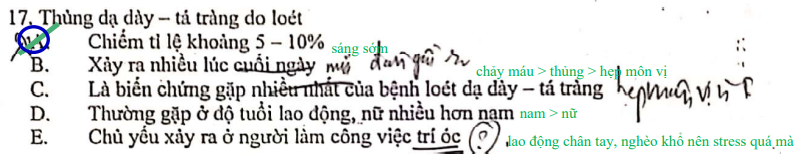 17. Thủng dạ dày – tá tràng do loét
A. Chiếm tỉ lệ khoảng 5 – 10%
sáng sớm
B. Xảy ra nhiều lúc cuối ngày
chảy máu > thủng > hẹp môn vị
C. Là biến chứng gặp nhiều nhất của bệnh loét dạ dày – tá tràng hẹp môn vị
D. Thường gặp ở độ tuổi lao động, nữ nhiều hơn nam nam > nữ
E. Chủ yếu xảy ra ở người làm công việc trí óc (?) lao động chân tay, nghèo khổ nên stress quá mà